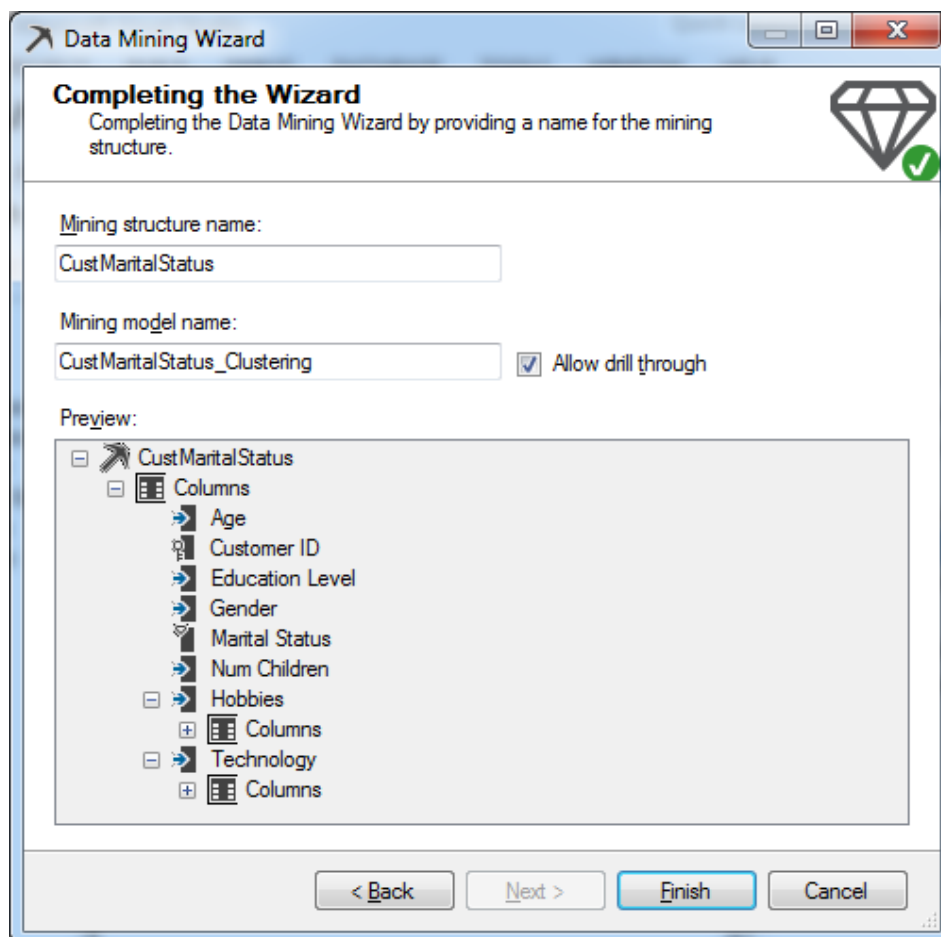 Data Mining Wizard
Completing the Wizard
Completing the Data Mining Wizard by providing a name for the mining
structure.
Mining structure name:
CustMaritalStatus
Mining model name:
CustMaritalStatus_Clustering
Allow drill through
Preview:
CustMaritalStatus
Columns
Age
Customer ID
Education Level
Gender
Marital Status
Num Children
Hobbies
Columns
Technology
Columns
< Back Next > Finish Cancel